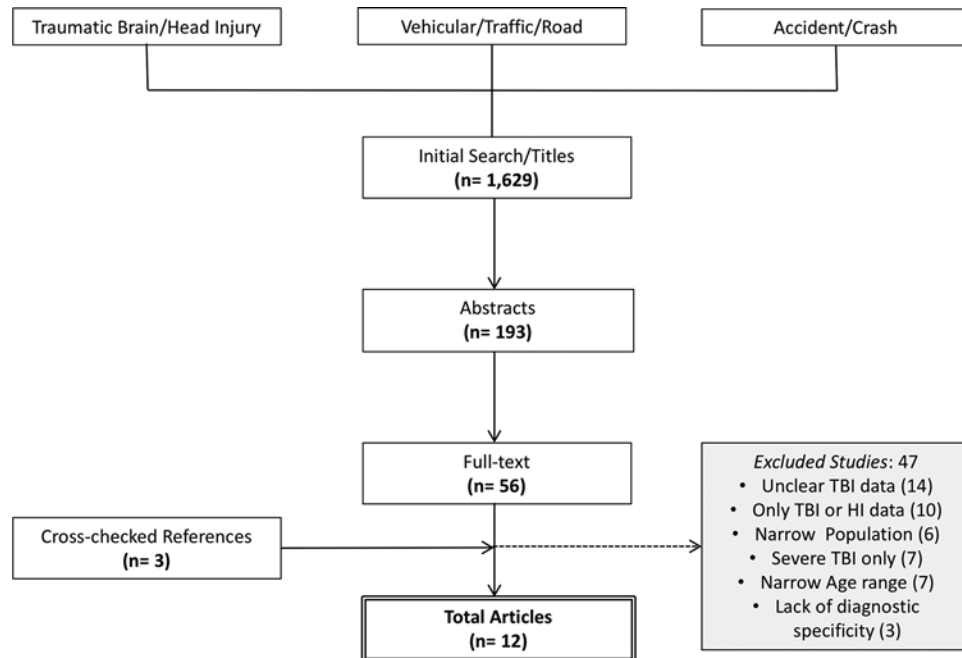 Traumatic Brain/Head Injury
Vehicular/Traffic/Road
Accident/Crash
Initial Search/Titles
(n= 1,629)
Abstracts
(n= 193)
Full-text
(n= 56)
Cross-checked References
(n= 3)
Excluded Studies: 47
• Unclear TBI data (14)
• Only TBI or HI data (10)
• Narrow Population (6)
• Severe TBI only (7)
• Narrow Age range (7)
• Lack of diagnostic
specificity (3)
Total Articles
(n= 12)